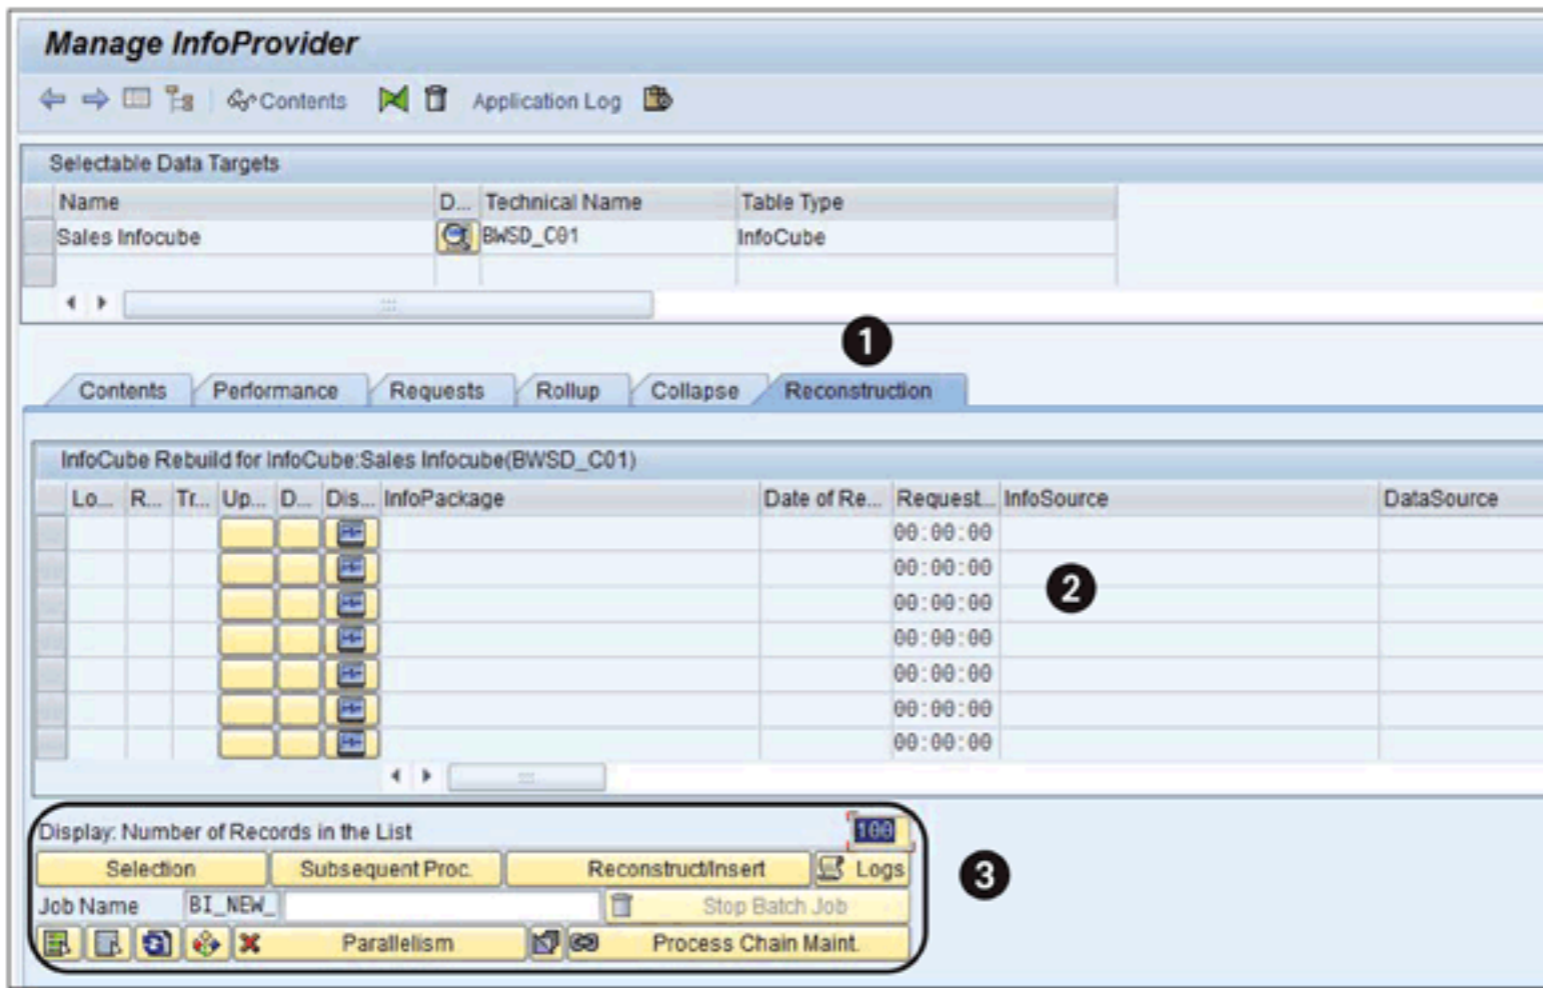 Manage InfoProvider
Contents Application Log
Selectable Data Targets
Name D... Technical Name Table Type
Sales Infocube BWSD_C01 InfoCube
1
Contents Performance Requests Rollup Collapse Reconstruction
InfoCube Rebuild for InfoCube:Sales Infocube(BWSD_C01)
Lo... R... Tr... Up... D... Dis... InfoPackage Date of Re... Request... InfoSource DataSource
00:00:00
00:00:00
2
00:00:00
00:00:00
00:00:00
00:00:00
00:00:00
Display: Number of Records in the List 100
Selection Subsequent Proc. Reconstruct/Insert Logs
3
Job Name BI_NEW_ Stop Batch Job
Parallelism Process Chain Maint.